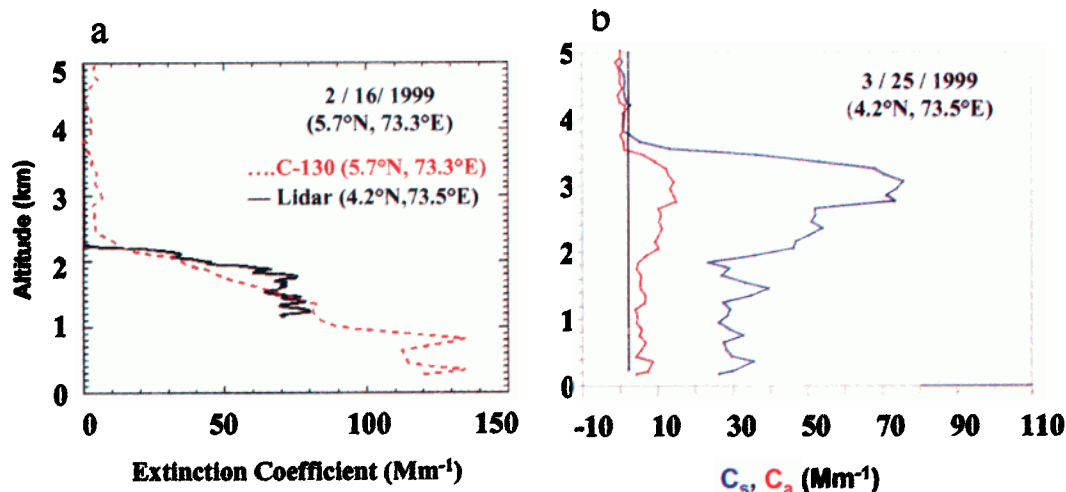 a
5
4
3
2
1
0
Altitude (km)
2 / 16/ 1999
(5.7°N, 73.3°E)
....C-130 (5.7°N, 73.3°E)
— Lidar (4.2°N,73.5°E)
0 50 100 150
Extinction Coefficient (Mm⁻¹)
b
5
4
3
2
1
0
3 / 25 / 1999
(4.2°N, 73.5°E)
-10 10 30 50 70 90 110
Cₛ, Cₐ (Mm⁻¹)